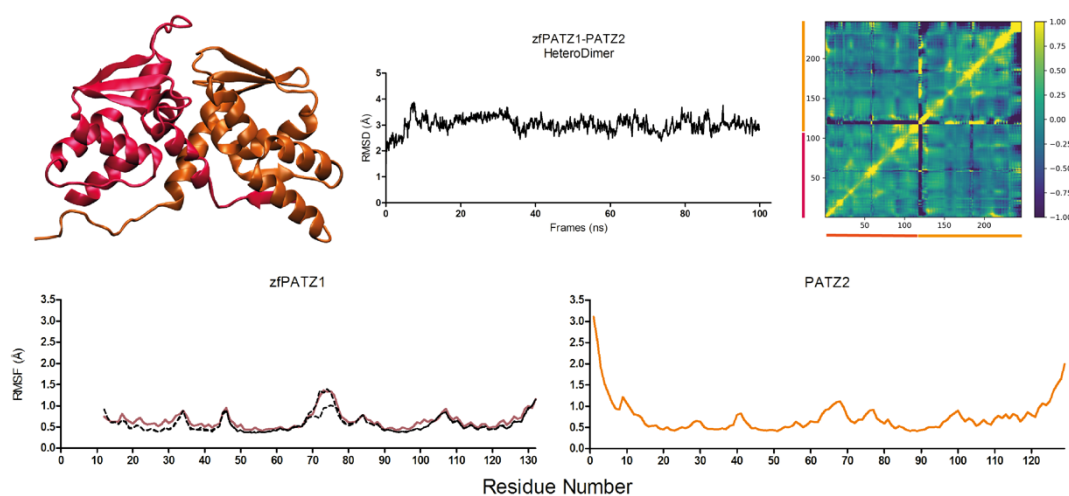 zfPATZ1-PATZ2
HeteroDimer
RMSD (Å)
5
4
3
2
1
0
0 20 40 60 80 100
Frames (ns)
200
150
100
50
50 100 150 200
1.00
0.75
0.50
0.25
0.00
−0.25
−0.50
−0.75
−1.00
zfPATZ1
RMSF (Å)
3.5
3.0
2.5
2.0
1.5
1.0
0.5
0.0
0 10 20 30 40 50 60 70 80 90 100 110 120 130
PATZ2
3.5
3.0
2.5
2.0
1.5
1.0
0.5
0.0
0 10 20 30 40 50 60 70 80 90 100 110 120
Residue Number